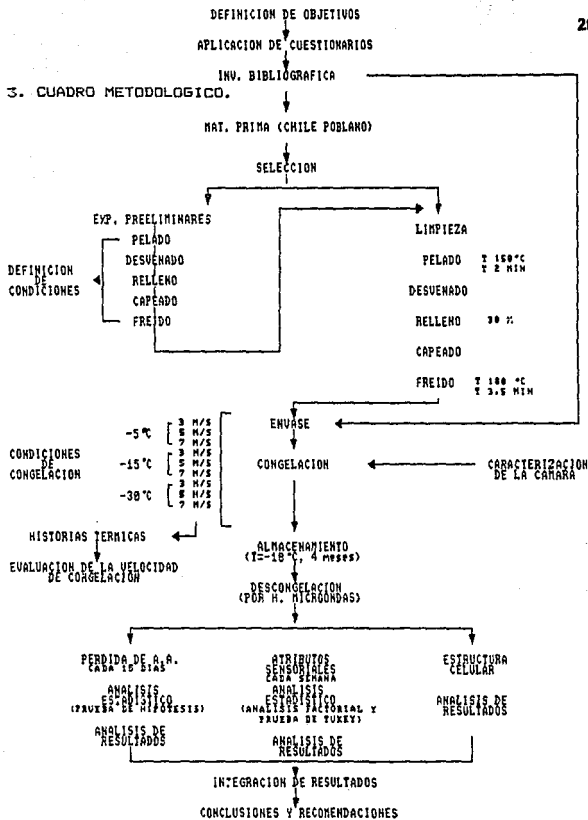 DEFINICION DE OBJETIVOS
APLICACION DE CUESTIONARIOS
INV. BIBLIOGRAFICA
3. CUADRO METODOLOGICO.
MAT. PRIMA (CHILE POBLANO)
SELECCION
EXP. PREELIMINARES
PELADO
DESVENADO
RELLENO
CAPEADO
FREIDO
DEFINICION
DE
CONDICIONES
LIMPIEZA
PELADO T 150°C
T 2 MIN
DESVENADO
RELLENO 30 %
CAPEADO
FREIDO T 180 °C
T 3.5 MIN
ENVASE
CONGELACION
CARACTERIZACION
DE LA CAMARA
CONDICIONES
DE
CONGELACION
-5°C
3 M/S
5 M/S
7 M/S
-15°C
3 M/S
5 M/S
7 M/S
-30°C
3 M/S
5 M/S
7 M/S
HISTORIAS TERMICAS
EVALUACION DE LA VELOCIDAD
DE CONGELACION
ALMACENAMIENTO
(T=-18°C, 4 meses)
DESCONGELACION
(POR H. MICROONDAS)
PERDIDA DE A.A.
CADA 15 DIAS
ANALISIS
ESTADISTICO
(PRUEBA DE HIPOTESIS)
ANALISIS DE
RESULTADOS
ATRIBUTOS
SENSORIALES
CADA SEMANA
ANALISIS
ESTADISTICO
(ANALISIS FACTORIAL Y
PRUEBA DE TUKEY)
ANALISIS DE
RESULTADOS
ESTRUCTURA
CELULAR
ANALISIS DE
RESULTADOS
INTEGRACION DE RESULTADOS
CONCLUSIONES Y RECOMENDACIONES